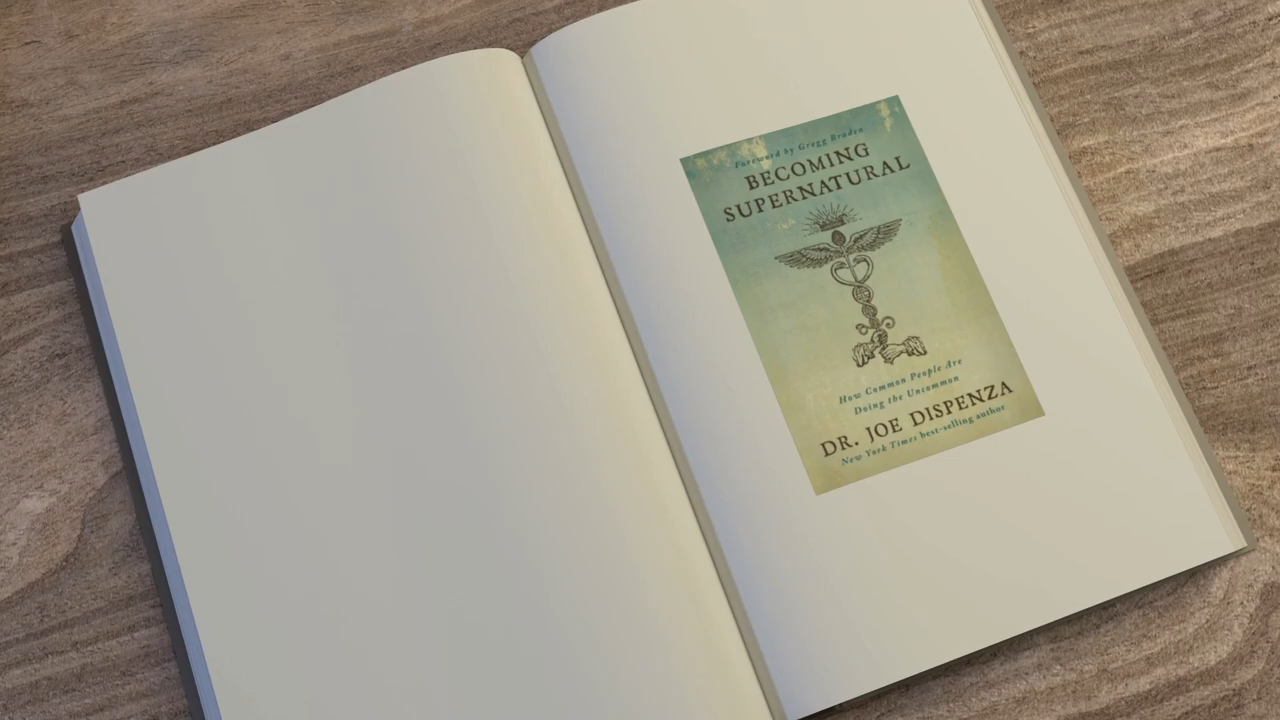 Foreword by Gregg Braden
BECOMING
SUPERNATURAL
How Common People Are
Doing the Uncommon
DR. JOE DISPENZA
New York Times best-selling author